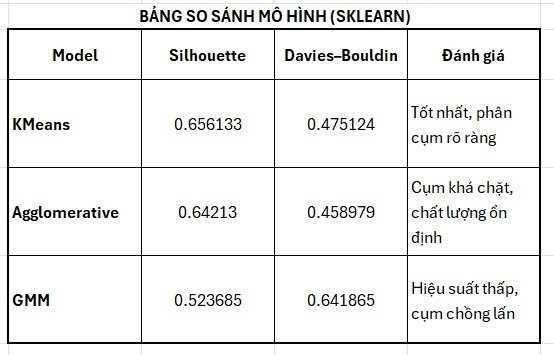 BẢNG SO SÁNH MÔ HÌNH (SKLEARN)
Model Silhouette Davies–Bouldin Đánh giá
KMeans 0.656133 0.475124 Tốt nhất, phân
cụm rõ ràng
Agglomerative 0.64213 0.458979 Cụm khá chặt,
chất lượng ổn
định
GMM 0.523685 0.641865 Hiệu suất thấp,
cụm chồng lấn